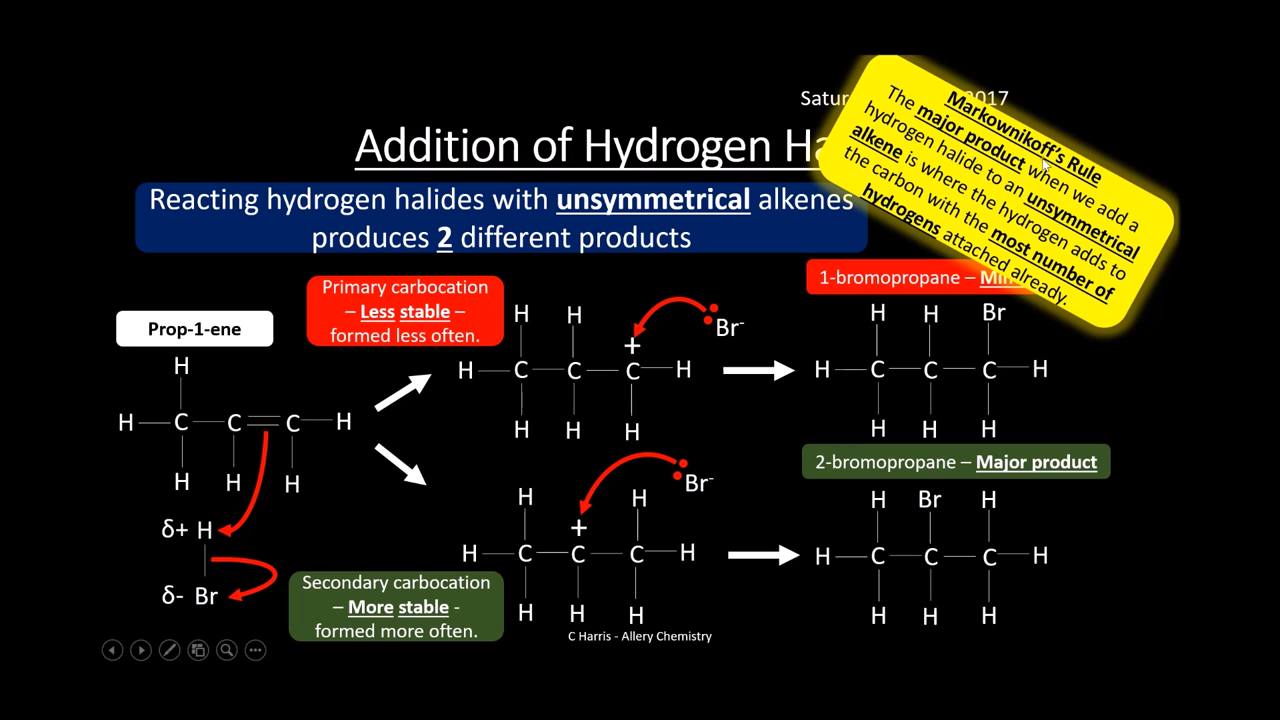 Satur 2017
Addition of Hydrogen Ha
Markownikoff's Rule
The major product when we add a
hydrogen halide to an unsymmetrical
alkene is where the hydrogen adds to
the carbon with the most number of
hydrogens attached already.
Reacting hydrogen halides with unsymmetrical alkenes
produces 2 different products
Prop-1-ene
H
H C C C H
H H H
δ+ H
δ- Br
Primary carbocation
– Less stable –
formed less often.
H H
+
Br-
H C C C H
H H H
1-bromopropane – Min
H H Br
H C C C H
H H H
Secondary carbocation
– More stable -
formed more often.
H H
+
Br-
H C C C H
H H H
2-bromopropane – Major product
H Br H
H C C C H
H H H
C Harris - Allery Chemistry